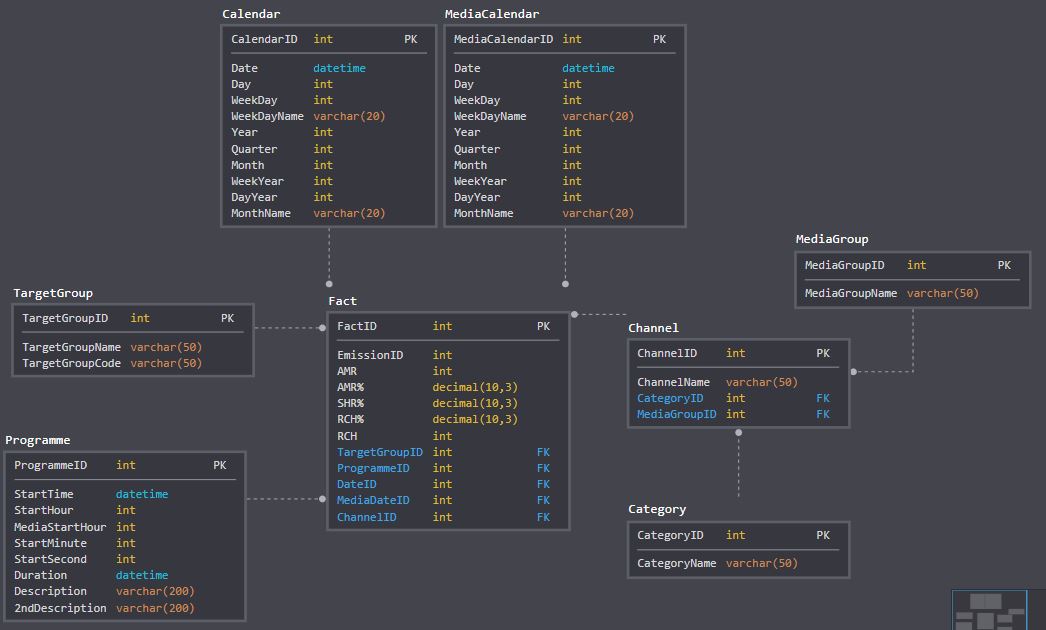 Calendar
CalendarID int PK
Date datetime
Day int
WeekDay int
WeekDayName varchar(20)
Year int
Quarter int
Month int
WeekYear int
DayYear int
MonthName varchar(20)
MediaCalendar
MediaCalendarID int PK
Date datetime
Day int
WeekDay int
WeekDayName varchar(20)
Year int
Quarter int
Month int
WeekYear int
DayYear int
MonthName varchar(20)
MediaGroup
MediaGroupID int PK
MediaGroupName varchar(50)
TargetGroup
TargetGroupID int PK
TargetGroupName varchar(50)
TargetGroupCode varchar(50)
Fact
FactID int PK
EmissionID int
AMR int
AMR% decimal(10,3)
SHR% decimal(10,3)
RCH% decimal(10,3)
RCH int
TargetGroupID int FK
ProgrammeID int FK
DateID int FK
MediaDateID int FK
ChannelID int FK
Channel
ChannelID int PK
ChannelName varchar(50)
CategoryID int FK
MediaGroupID int FK
Programme
ProgrammeID int PK
StartTime datetime
StartHour int
MediaStartHour int
StartMinute int
StartSecond int
Duration datetime
Description varchar(200)
2ndDescription varchar(200)
Category
CategoryID int PK
CategoryName varchar(50)